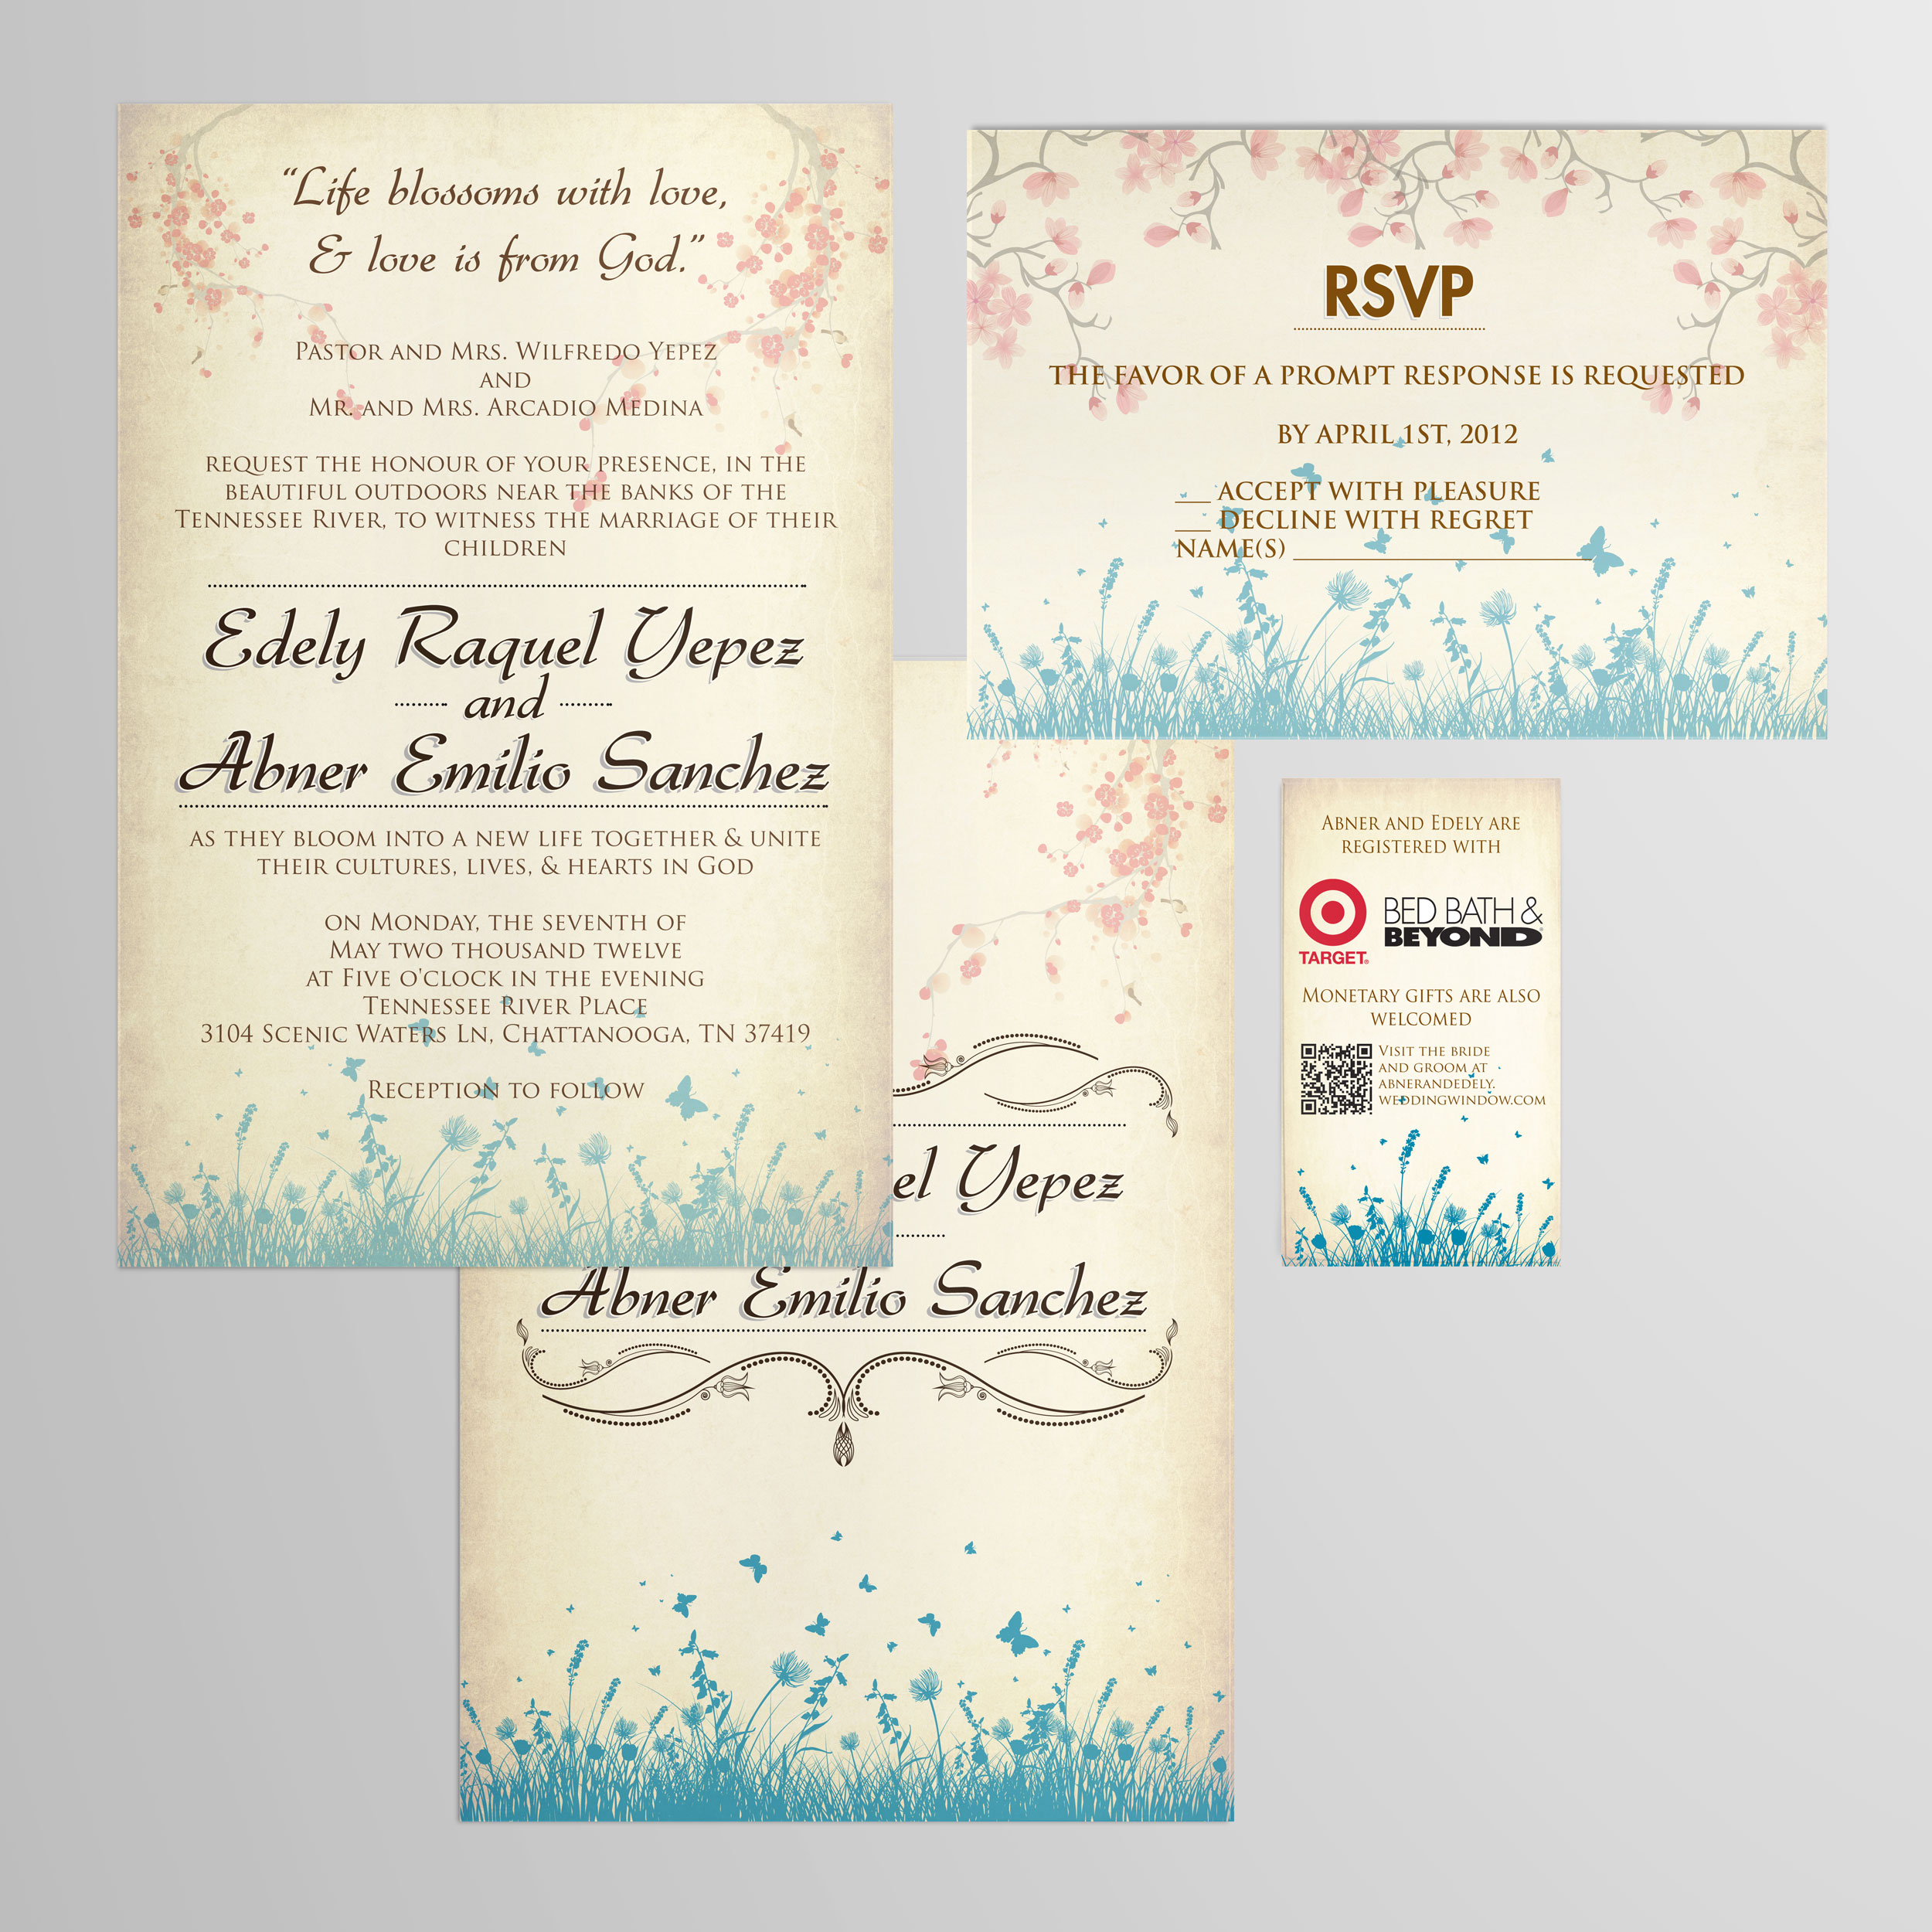 “Life blossoms with love,
& love is from God.”
Pastor and Mrs. Wilfredo Yepez
and
Mr. and Mrs. Arcadio Medina
request the honour of your presence, in the
beautiful outdoors near the banks of the
Tennessee River, to witness the marriage of their
children
Edely Raquel Yepez
and
Abner Emilio Sanchez
as they bloom into a new life together & unite
their cultures, lives, & hearts in God
on Monday, the seventh of
May two thousand twelve
at Five o'clock in the evening
Tennessee River Place
3104 Scenic Waters Ln, Chattanooga, TN 37419
Reception to follow
RSVP
THE FAVOR OF A PROMPT RESPONSE IS REQUESTED
BY APRIL 1ST, 2012
___ ACCEPT WITH PLEASURE
___ DECLINE WITH REGRET
NAME(S) _________________________
el Yepez
Abner Emilio Sanchez
Abner and Edely are
registered with
TARGET
BED BATH &
BEYOND
Monetary gifts are also
welcomed
Visit the bride
and groom at
abnerandedely.
weddingwindow.com